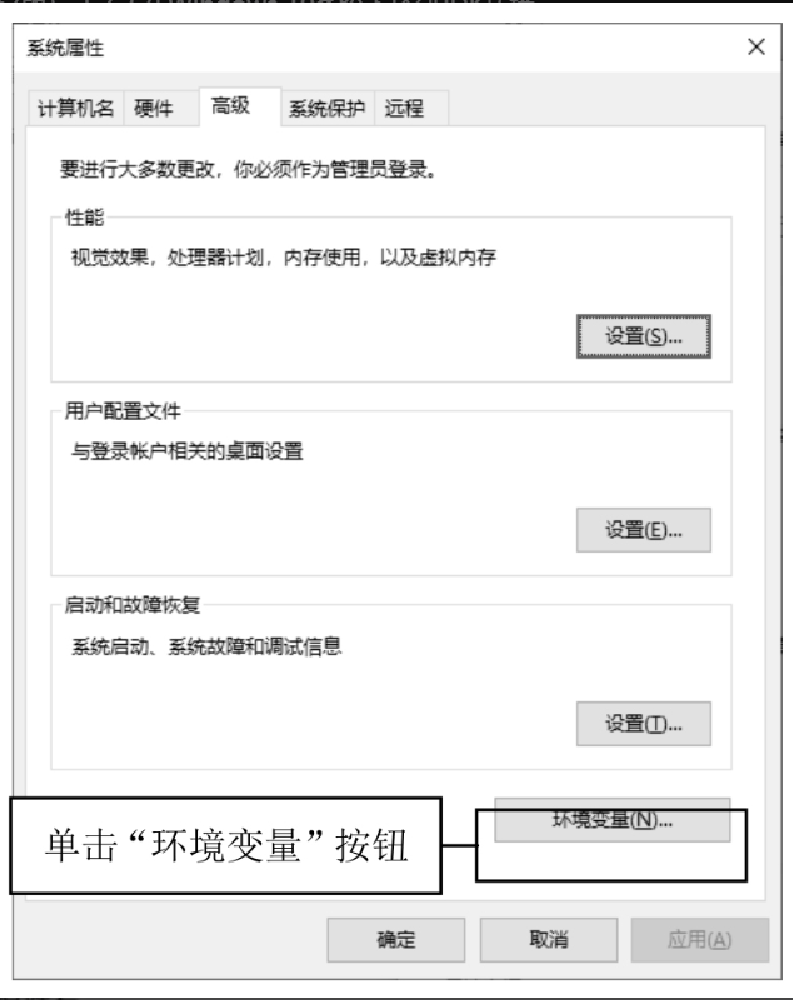 系统属性
计算机名 硬件 高级 系统保护 远程
要进行大多数更改，你必须作为管理员登录。
性能
视觉效果，处理器计划，内存使用，以及虚拟内存
设置(S)...
用户配置文件
与登录帐户相关的桌面设置
设置(E)...
启动和故障恢复
系统启动、系统故障和调试信息
设置(T)...
环境变量(N)...
单击“环境变量”按钮
确定 取消 应用(A)